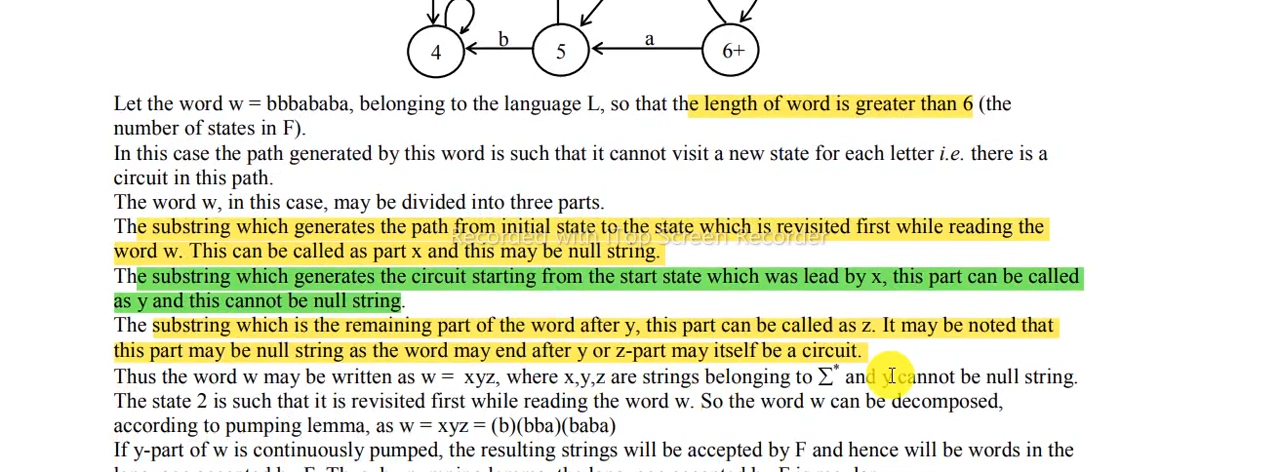 b
a
4
5
6+
Let the word w = bbbababa, belonging to the language L, so that the length of word is greater than 6 (the
number of states in F).
In this case the path generated by this word is such that it cannot visit a new state for each letter i.e. there is a
circuit in this path.
The word w, in this case, may be divided into three parts.
The substring which generates the path from initial state to the state which is revisited first while reading the
word w. This can be called as part x and this may be null string.
Recorded with iTop Screen Recorder
The substring which generates the circuit starting from the start state which was lead by x, this part can be called
as y and this cannot be null string.
The substring which is the remaining part of the word after y, this part can be called as z. It may be noted that
this part may be null string as the word may end after y or z-part may itself be a circuit.
Thus the word w may be written as w = xyz, where x,y,z are strings belonging to Σ* and y cannot be null string.
The state 2 is such that it is revisited first while reading the word w. So the word w can be decomposed,
according to pumping lemma, as w = xyz = (b)(bba)(baba)
If y-part of w is continuously pumped, the resulting strings will be accepted by F and hence will be words in the